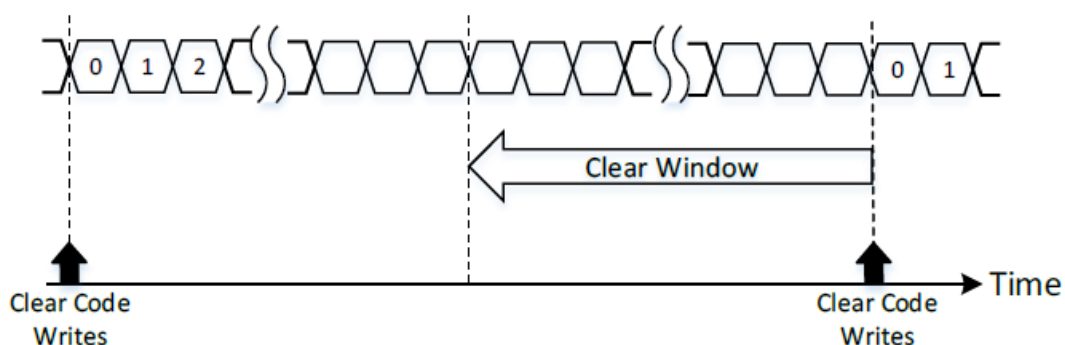 0 1 2 0 1
Clear Window
Time
Clear Code Clear Code
Writes Writes